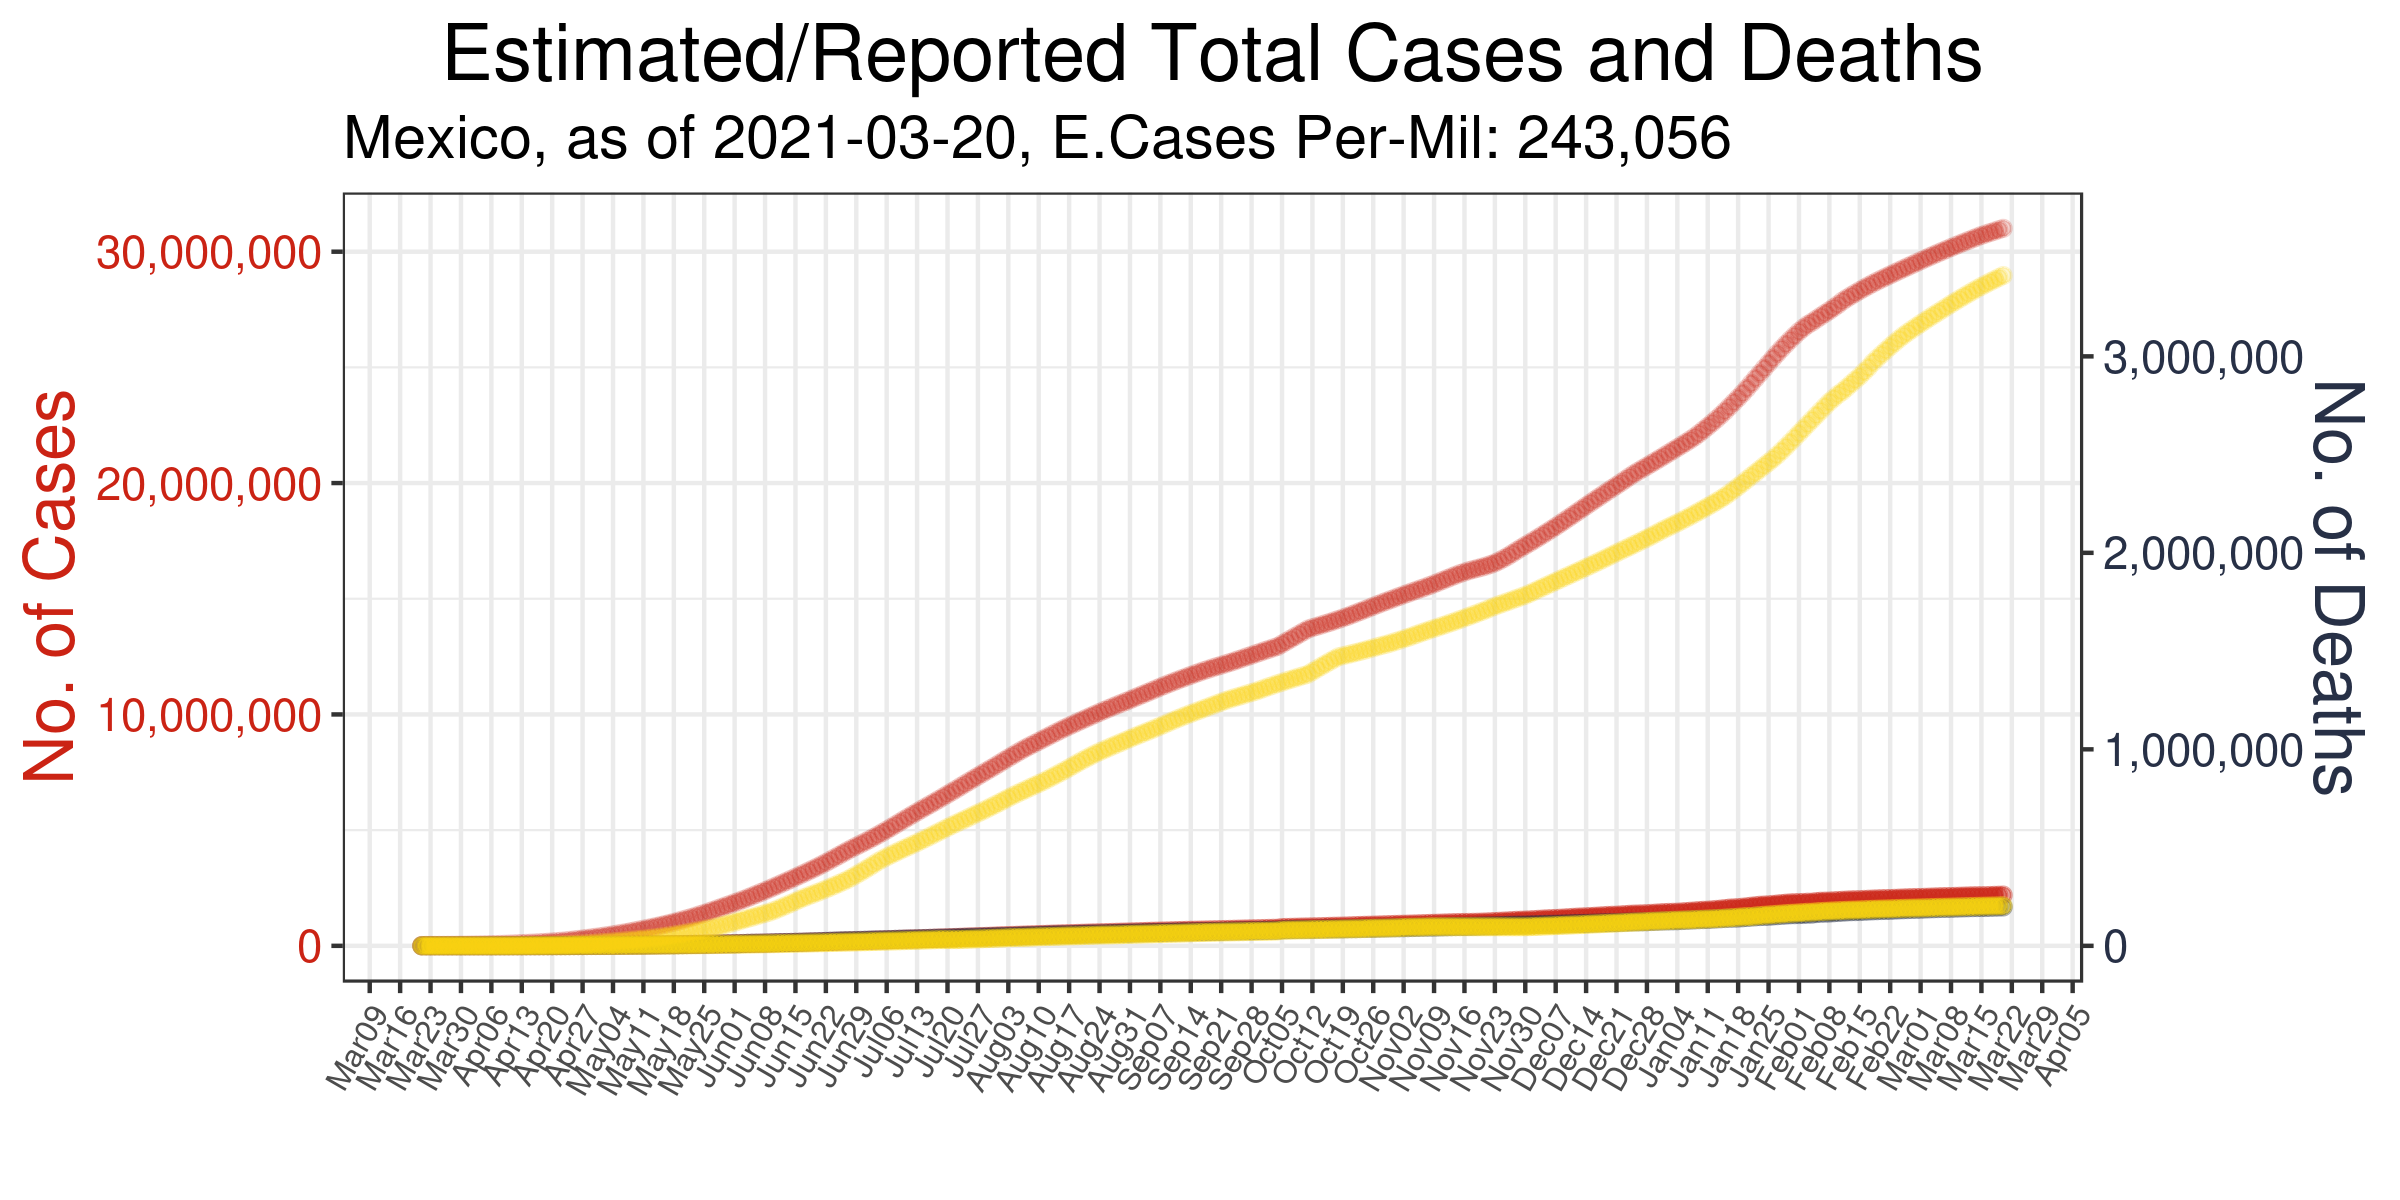 Estimated/Reported Total Cases and Deaths
Mexico, as of 2021-03-20, E.Cases Per-Mil: 243,056
No. of Cases
30,000,000
20,000,000
10,000,000
0
3,000,000
2,000,000
1,000,000
0
No. of Deaths
Mar09
Mar16
Mar23
Mar30
Apr06
Apr13
Apr20
Apr27
May04
May11
May18
May25
Jun01
Jun08
Jun15
Jun22
Jun29
Jul06
Jul13
Jul20
Jul27
Aug03
Aug10
Aug17
Aug24
Aug31
Sep07
Sep14
Sep21
Sep28
Oct05
Oct12
Oct19
Oct26
Nov02
Nov09
Nov16
Nov23
Nov30
Dec07
Dec14
Dec21
Dec28
Jan04
Jan11
Jan18
Jan25
Feb01
Feb08
Feb15
Feb22
Mar01
Mar08
Mar15
Mar22
Mar29
Apr05